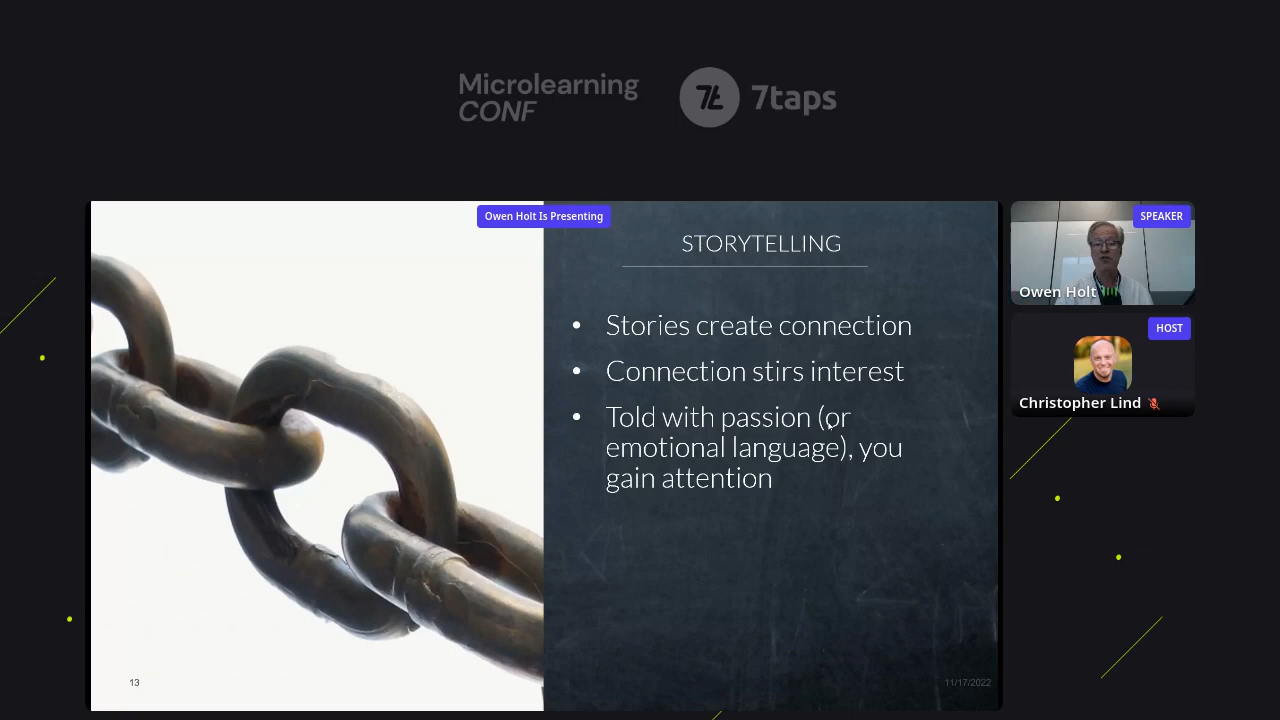 Microlearning
CONF
7t
7taps
Owen Holt Is Presenting
STORYTELLING
• Stories create connection
• Connection stirs interest
• Told with passion (or
emotional language), you
gain attention
13
11/17/2022
SPEAKER
Owen Holt
HOST
Christopher Lind